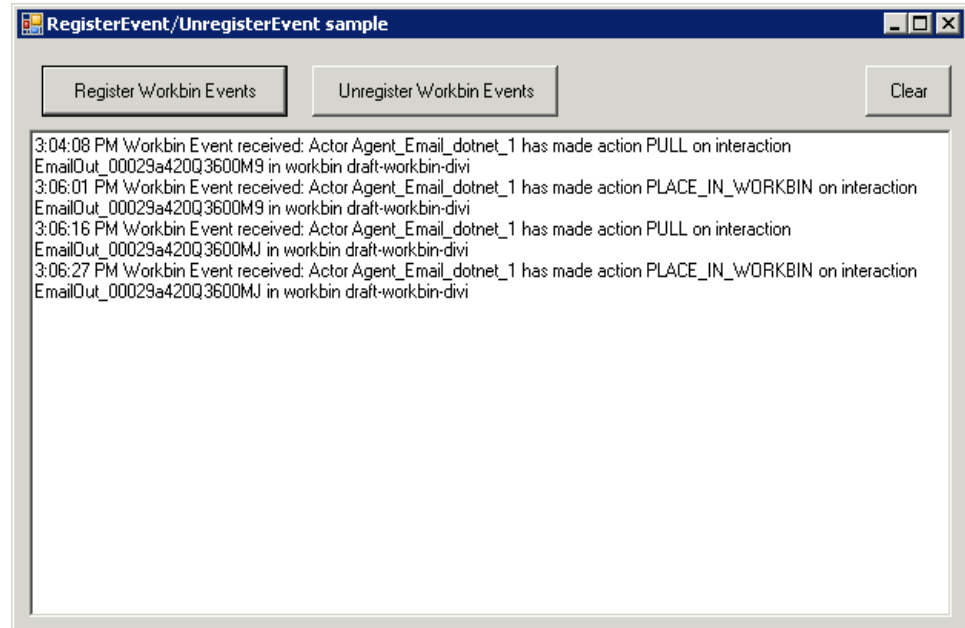 RegisterEvent/UnregisterEvent sample
Register Workbin Events
Unregister Workbin Events
Clear
3:04:08 PM Workbin Event received: Actor Agent_Email_dotnet_1 has made action PULL on interaction
EmailOut_00029a420Q3600M9 in workbin draft-workbin-divi
3:06:01 PM Workbin Event received: Actor Agent_Email_dotnet_1 has made action PLACE_IN_WORKBIN on interaction
EmailOut_00029a420Q3600M9 in workbin draft-workbin-divi
3:06:16 PM Workbin Event received: Actor Agent_Email_dotnet_1 has made action PULL on interaction
EmailOut_00029a420Q3600MJ in workbin draft-workbin-divi
3:06:27 PM Workbin Event received: Actor Agent_Email_dotnet_1 has made action PLACE_IN_WORKBIN on interaction
EmailOut_00029a420Q3600MJ in workbin draft-workbin-divi